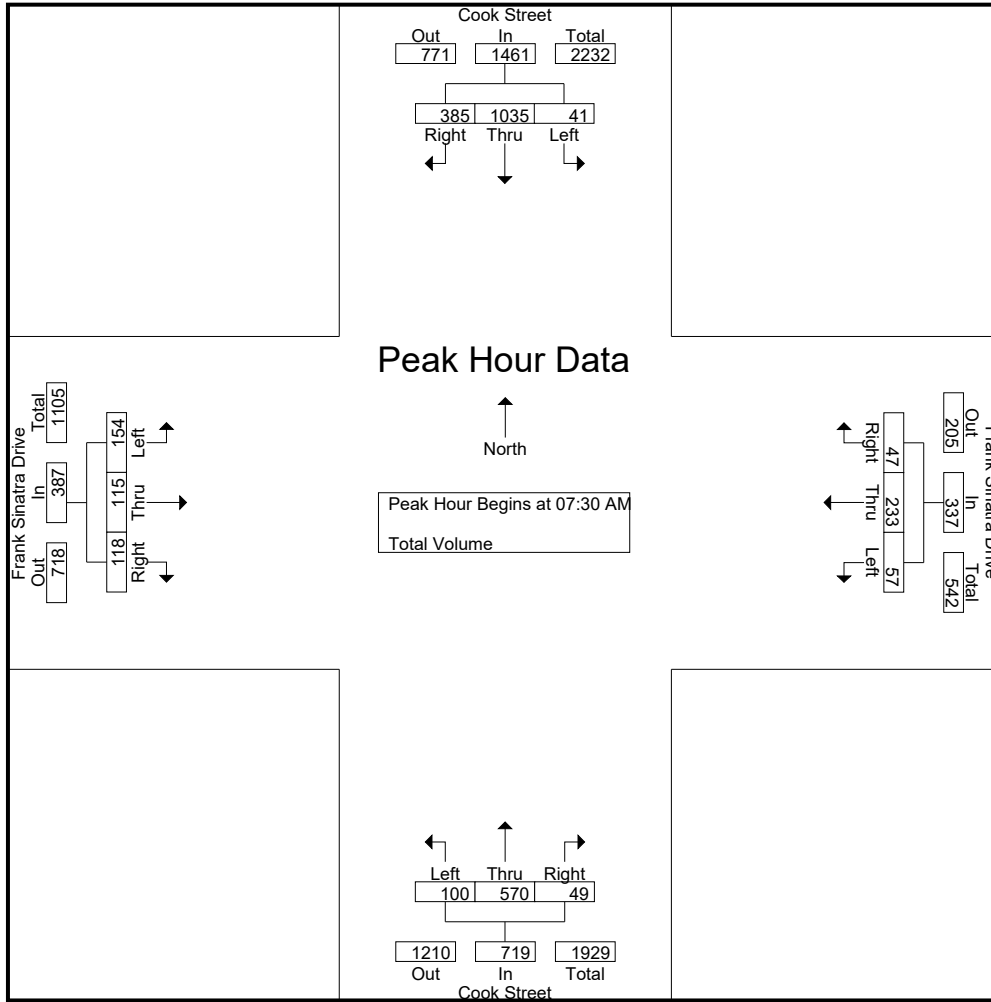 Cook Street
Out In Total
771 1461 2232
385 1035 41
Right Thru Left
Peak Hour Data
North
Peak Hour Begins at 07:30 AM
Total Volume
Frank Sinatra Drive
Total In Out
1105 387 718
154 115 118
Left Thru Right
Right Thru Left
47 233 57
Out In Total
205 337 542
Frank Sinatra Drive
Left Thru Right
100 570 49
1210 719 1929
Out In Total
Cook Street